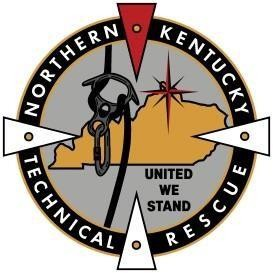 NORTHERN KENTUCKY
TECHNICAL RESCUE
UNITED
WE
STAND